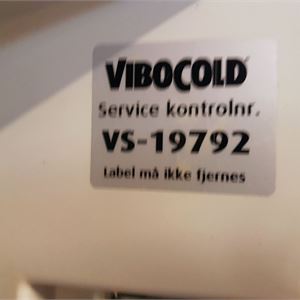 VIBOCOLD
Service kontrolnr.
VS-19792
Label må ikke fjernes